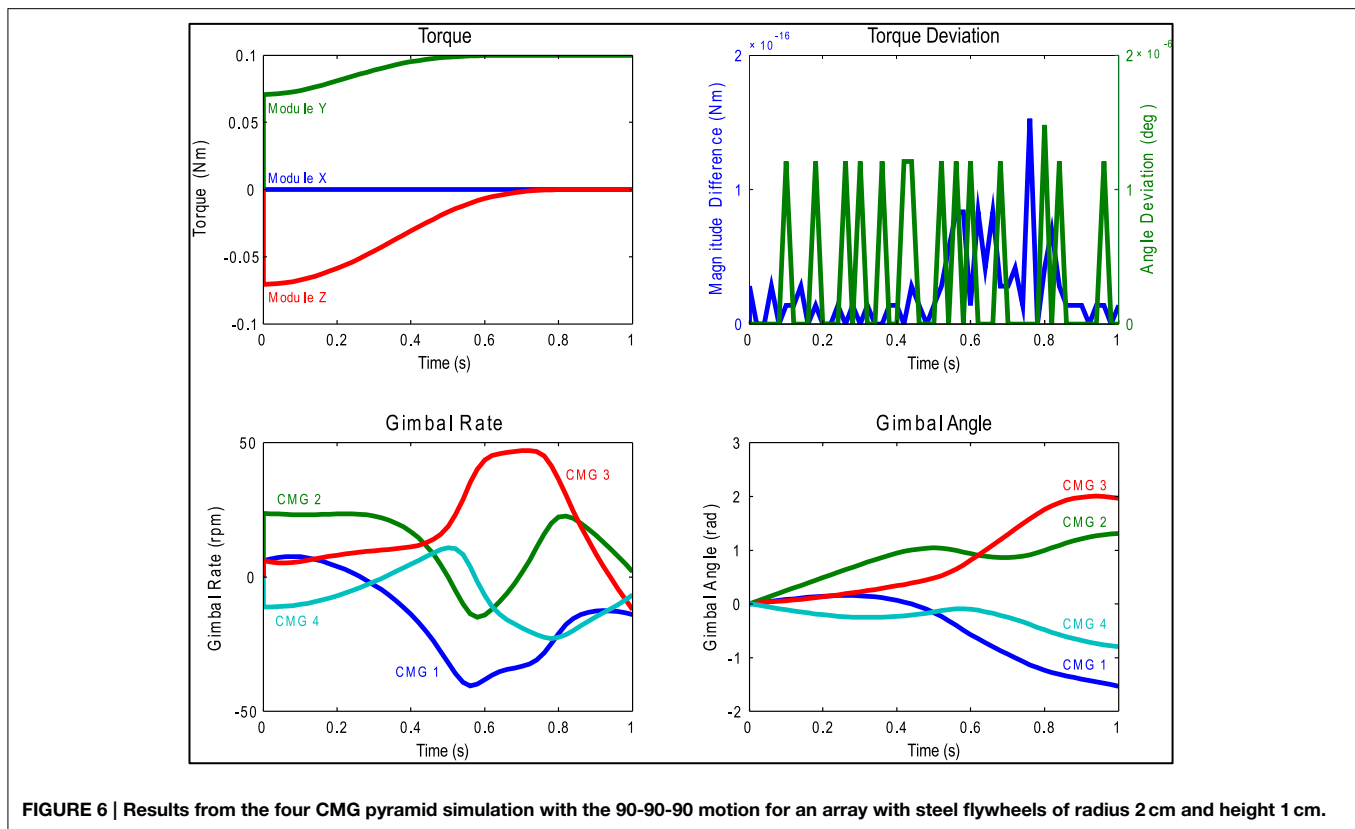 Torque
0.1
0.05
0
-0.05
-0.1
Torque (Nm)
Module Y
Module X
Module Z
0 0.2 0.4 0.6 0.8 1
Time (s)
Torque Deviation
× 10 -16
2
1
0
Magnitude Difference (Nm)
2 × 10 -6
1
0
Angle Deviation (deg)
0 0.2 0.4 0.6 0.8 1
Time (s)
Gimbal Rate
50
0
-50
Gimbal Rate (rpm)
CMG 2
CMG 3
CMG 4
CMG 1
0 0.2 0.4 0.6 0.8 1
Time (s)
Gimbal Angle
3
2
1
0
-1
-2
Gimbal Angle (rad)
CMG 3
CMG 2
CMG 4
CMG 1
0 0.2 0.4 0.6 0.8 1
Time (s)
FIGURE 6 | Results from the four CMG pyramid simulation with the 90-90-90 motion for an array with steel flywheels of radius 2 cm and height 1 cm.